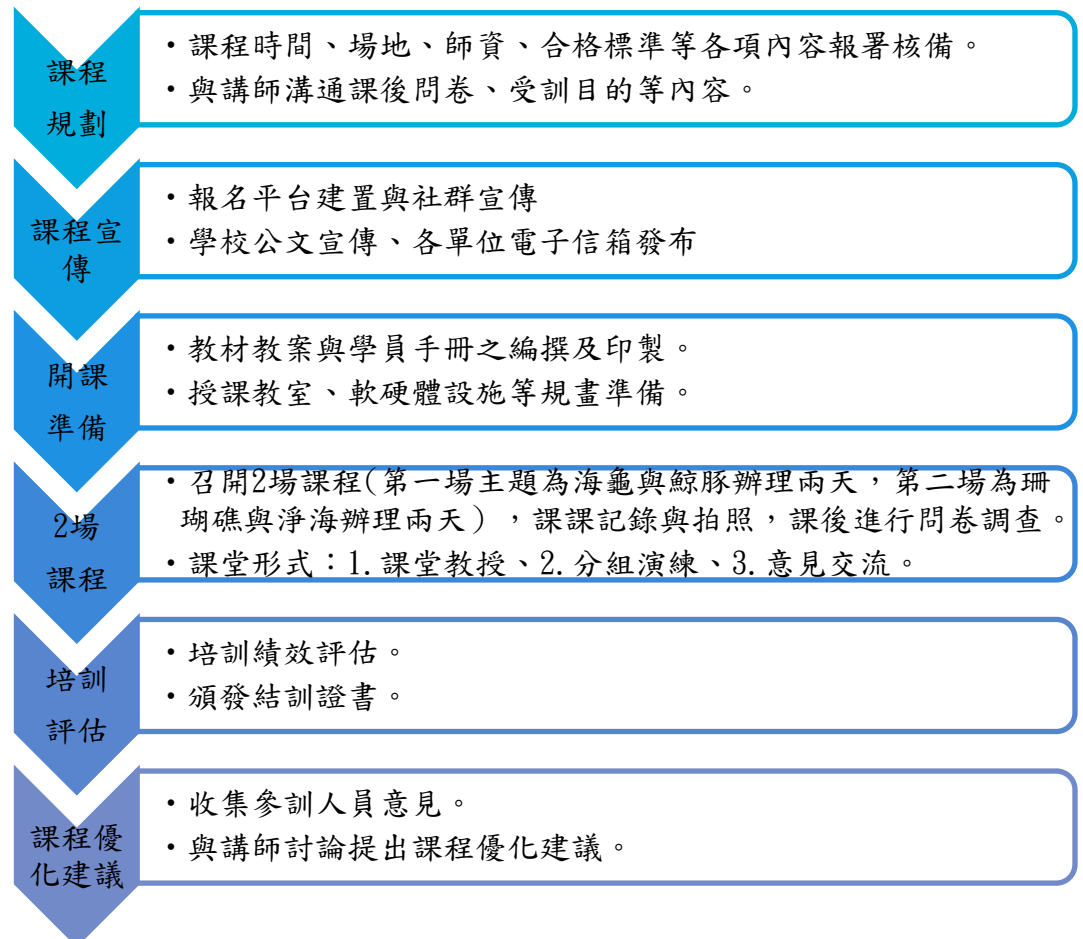 課程
規劃
•課程時間、場地、師資、合格標準等各項內容報署核備。
•與講師溝通課後問卷、受訓目的等內容。
課程宣
傳
•報名平台建置與社群宣傳
•學校公文宣傳、各單位電子信箱發布
開課
準備
•教材教案與學員手冊之編撰及印製。
•授課教室、軟硬體設施等規畫準備。
2場
課程
•召開2場課程(第一場主題為海龜與鯨豚辦理兩天，第二場為珊
瑚礁與淨海辦理兩天），課課記錄與拍照，課後進行問卷調查。
•課堂形式：1.課堂教授、2.分組演練、3.意見交流。
培訓
評估
•培訓績效評估。
•頒發結訓證書。
課程優
化建議
•收集參訓人員意見。
•與講師討論提出課程優化建議。